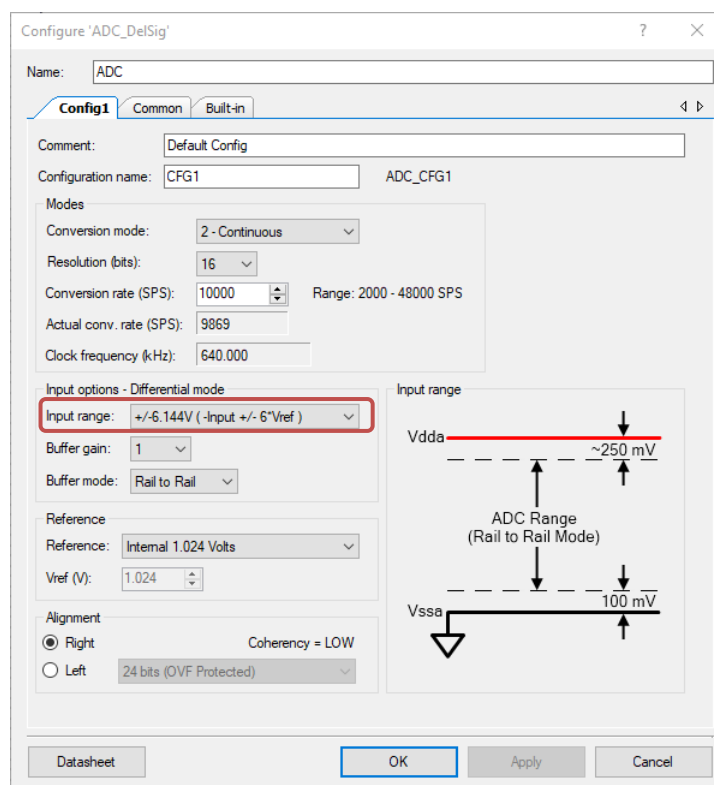 Configure 'ADC_DelSig'
Name: ADC
Config1 Common Built-in
Comment: Default Config
Configuration name: CFG1 ADC_CFG1
Modes
Conversion mode: 2 - Continuous
Resolution (bits): 16
Conversion rate (SPS): 10000 Range: 2000 - 48000 SPS
Actual conv. rate (SPS): 9869
Clock frequency (kHz): 640.000
Input options - Differential mode
Input range: +/-6.144V ( -Input +/- 6*Vref )
Buffer gain: 1
Buffer mode: Rail to Rail
Input range
Vdda
~250 mV
ADC Range
(Rail to Rail Mode)
100 mV
Vssa
Reference
Reference: Internal 1.024 Volts
Vref (V): 1.024
Alignment
Right Coherency = LOW
Left 24 bits (OVF Protected)
Datasheet OK Apply Cancel